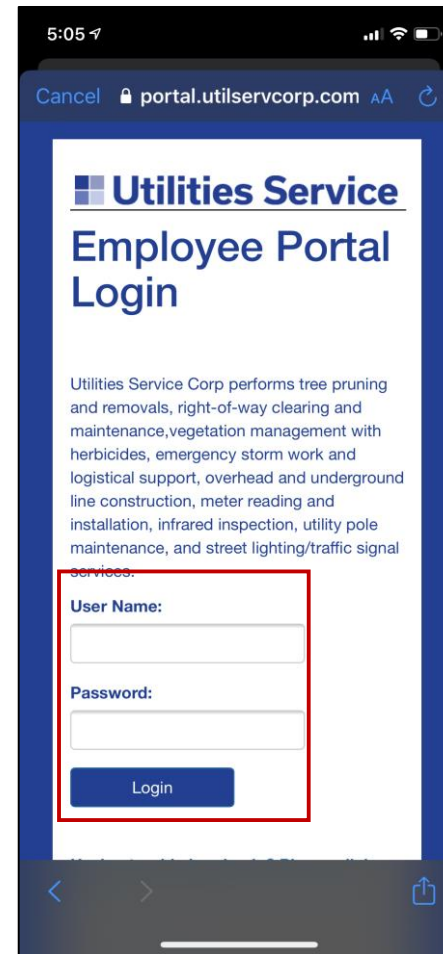 5:05
Cancel portal.utilservcorp.com AA
Utilities Service
Employee Portal
Login
Utilities Service Corp performs tree pruning
and removals, right-of-way clearing and
maintenance,vegetation management with
herbicides, emergency storm work and
logistical support, overhead and underground
line construction, meter reading and
installation, infrared inspection, utility pole
maintenance, and street lighting/traffic signal
services.
User Name:
Password:
Login